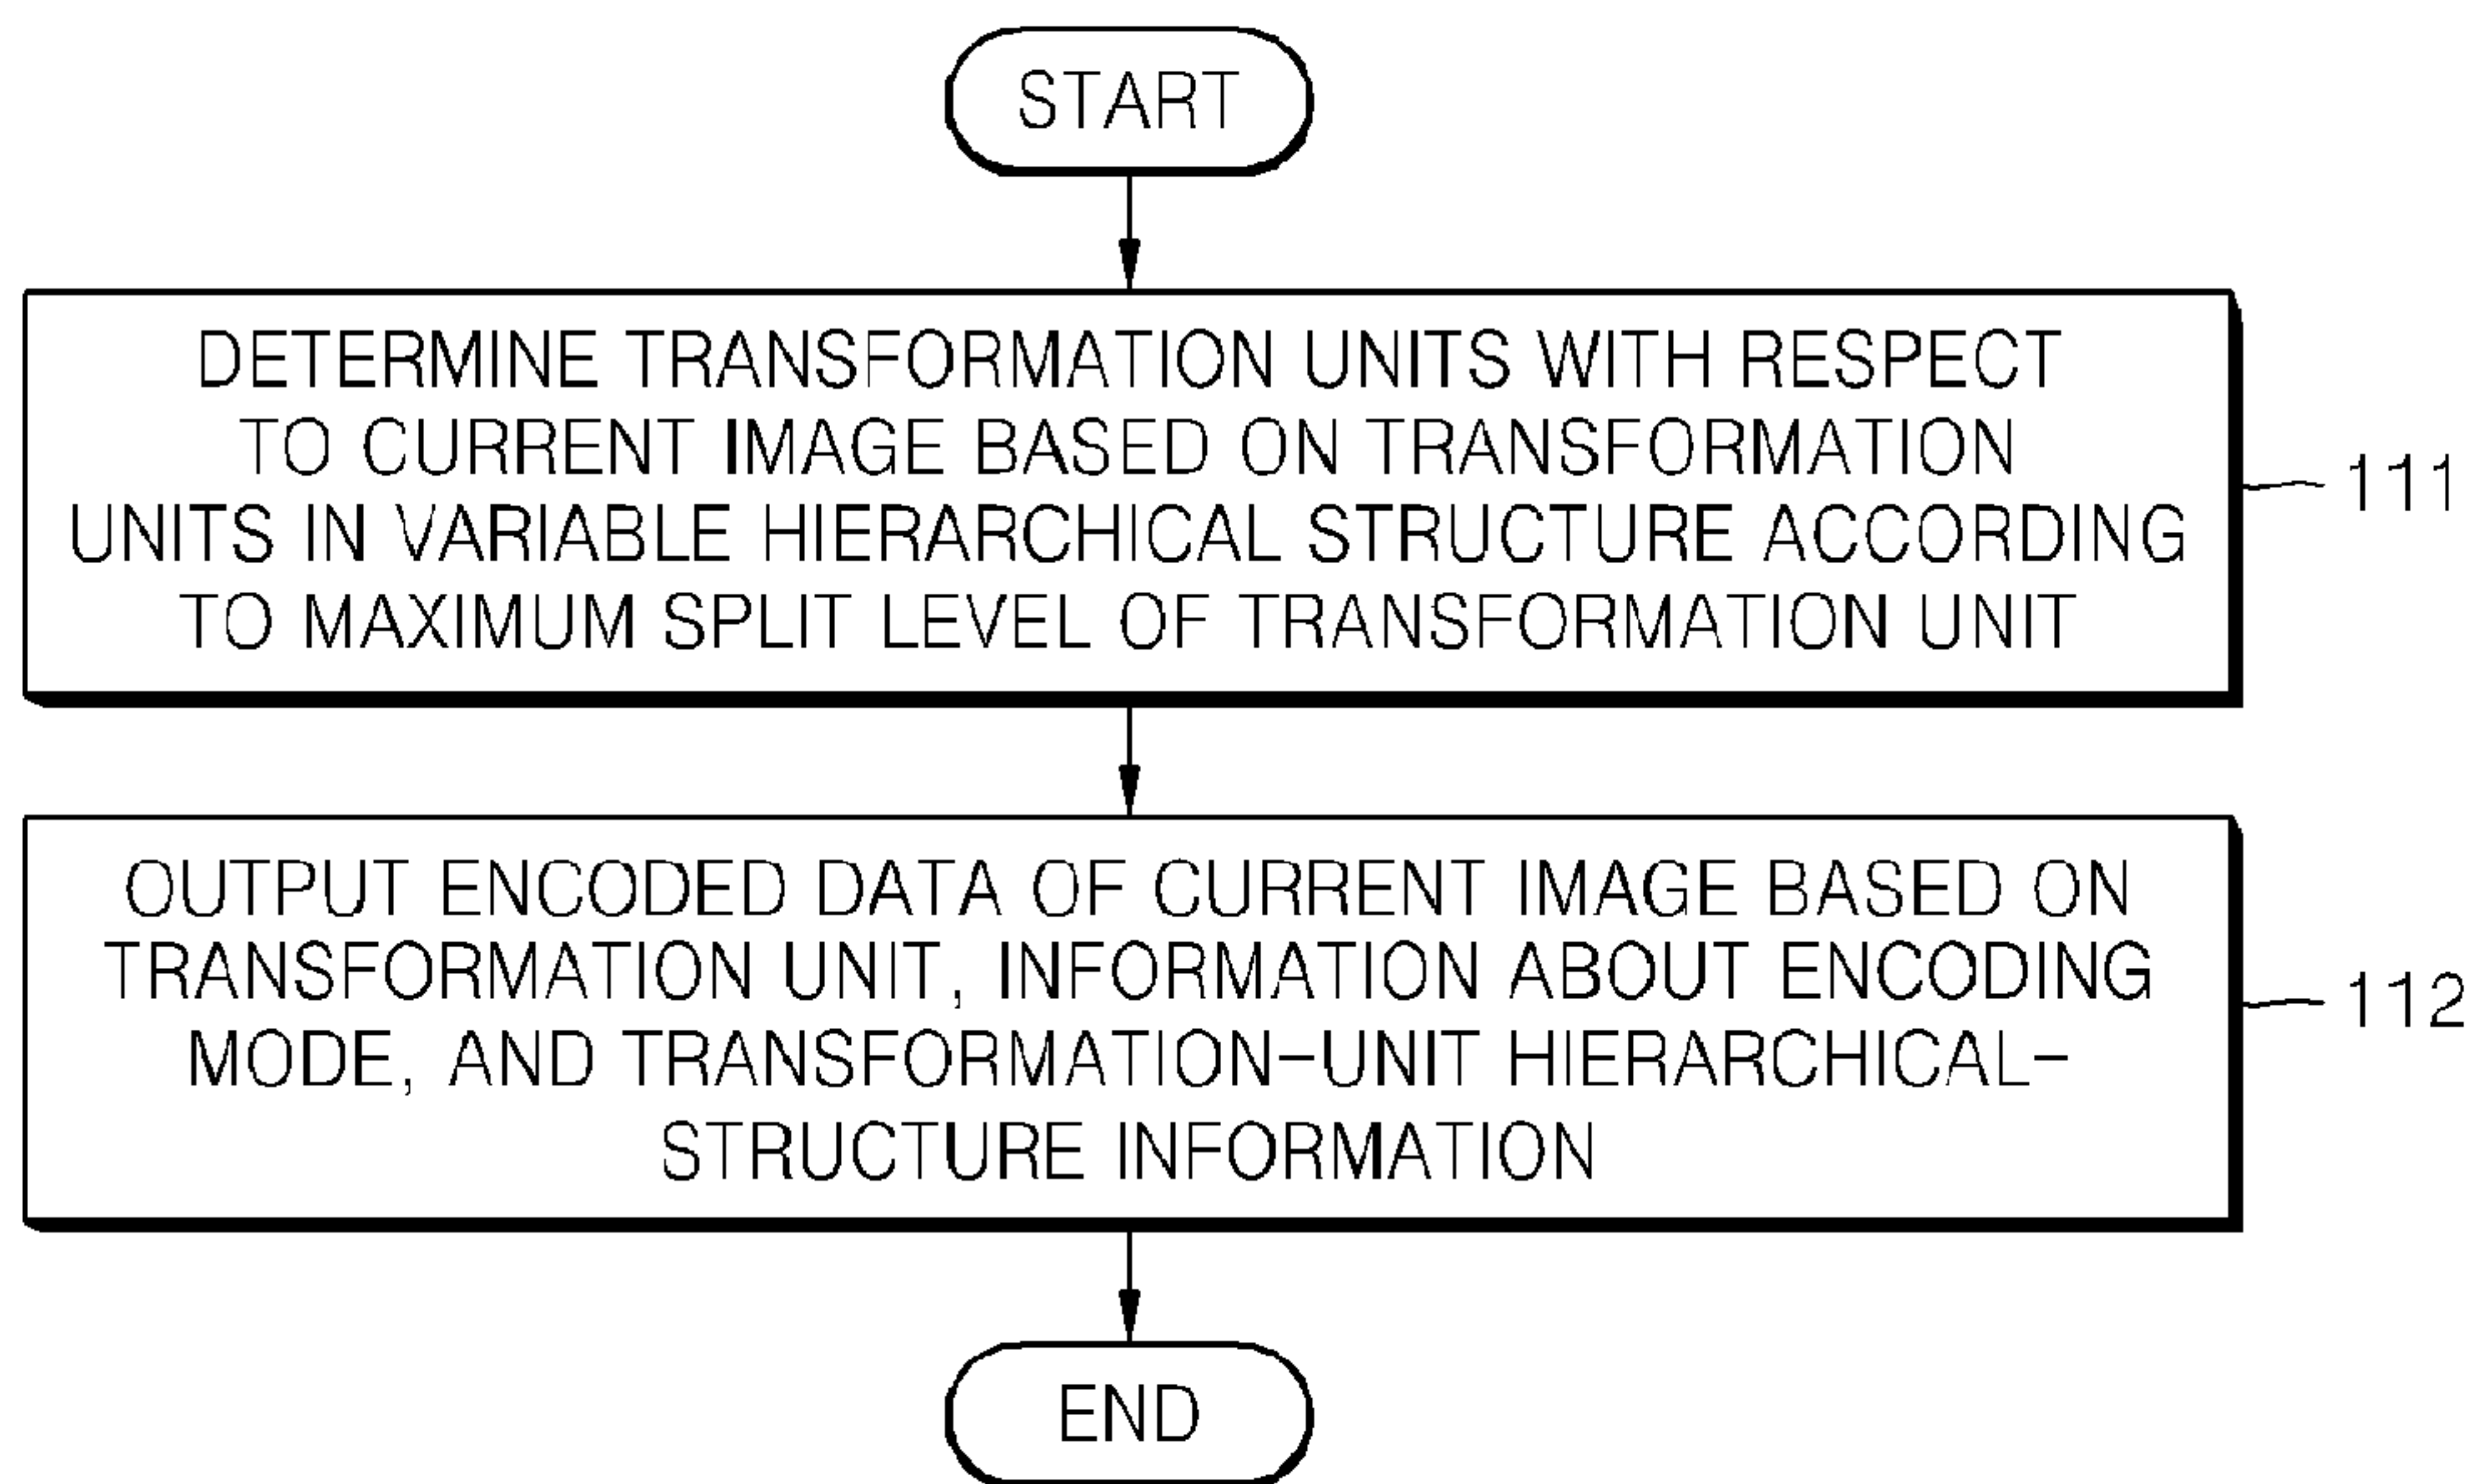 START
DETERMINE TRANSFORMATION UNITS WITH RESPECT
TO CURRENT IMAGE BASED ON TRANSFORMATION
UNITS IN VARIABLE HIERARCHICAL STRUCTURE ACCORDING
TO MAXIMUM SPLIT LEVEL OF TRANSFORMATION UNIT
111
OUTPUT ENCODED DATA OF CURRENT IMAGE BASED ON
TRANSFORMATION UNIT, INFORMATION ABOUT ENCODING
MODE, AND TRANSFORMATION-UNIT HIERARCHICAL-
STRUCTURE INFORMATION
112
END